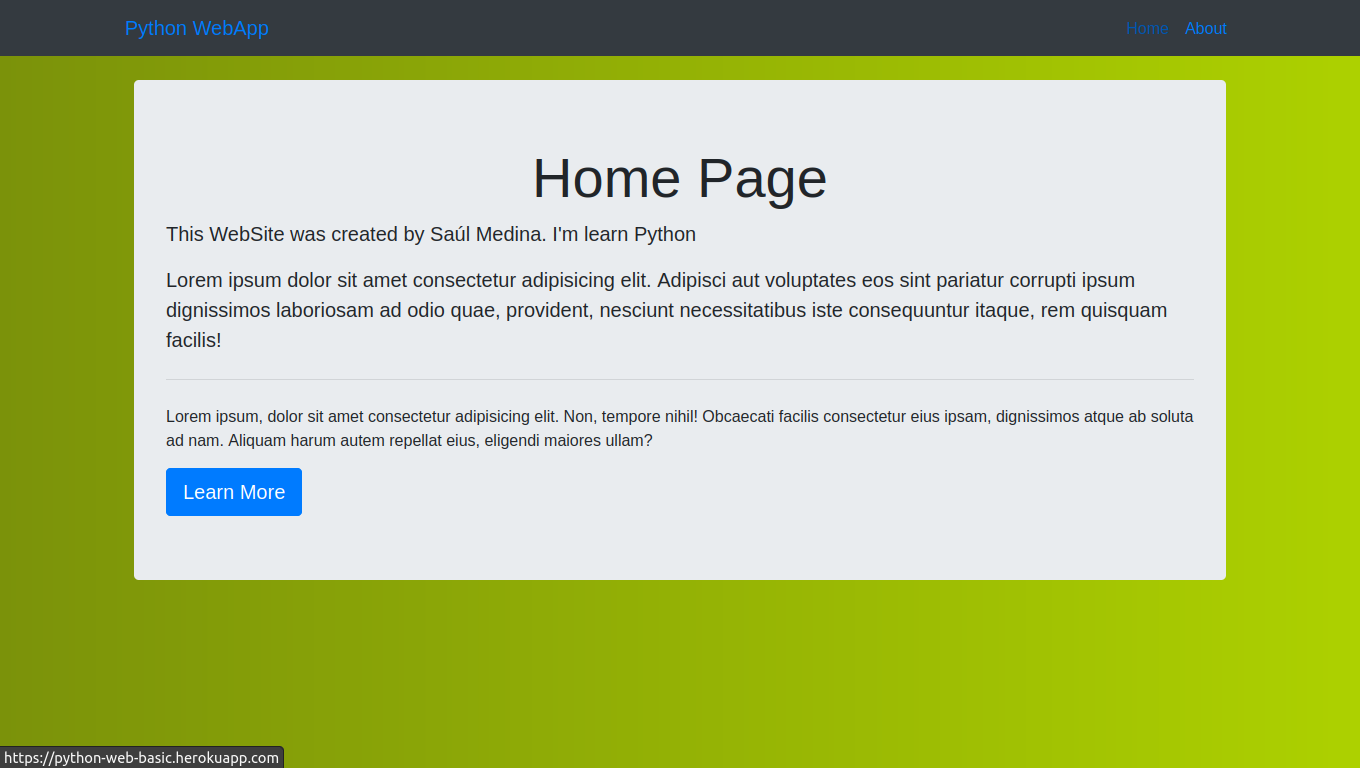 Python WebApp
Home About
Home Page
This WebSite was created by Saúl Medina. I'm learn Python
Lorem ipsum dolor sit amet consectetur adipisicing elit. Adipisci aut voluptates eos sint pariatur corrupti ipsum
dignissimos laboriosam ad odio quae, provident, nesciunt necessitatibus iste consequuntur itaque, rem quisquam
facilis!
Lorem ipsum, dolor sit amet consectetur adipisicing elit. Non, tempore nihil! Obcaecati facilis consectetur eius ipsam, dignissimos atque ab soluta
ad nam. Aliquam harum autem repellat eius, eligendi maiores ullam?
Learn More
https://python-web-basic.herokuapp.com